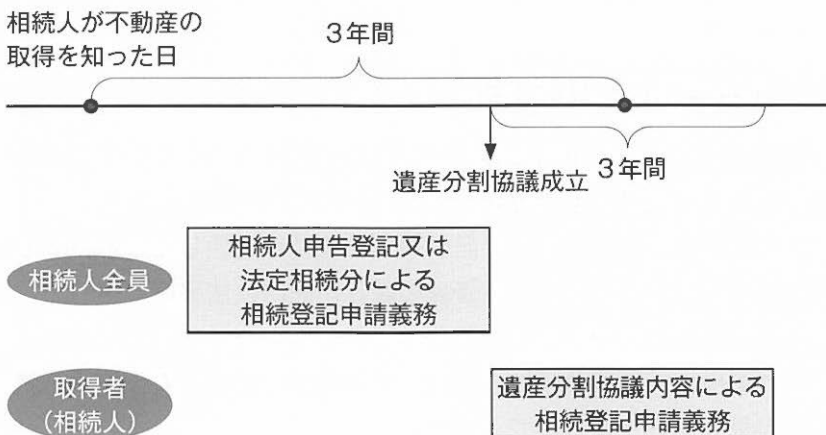 相続人が不動産の
取得を知った日
3年間
遺産分割協議成立
3年間
相続人全員
相続人申告登記又は
法定相続分による
相続登記申請義務
取得者
(相続人)
遺産分割協議内容による
相続登記申請義務